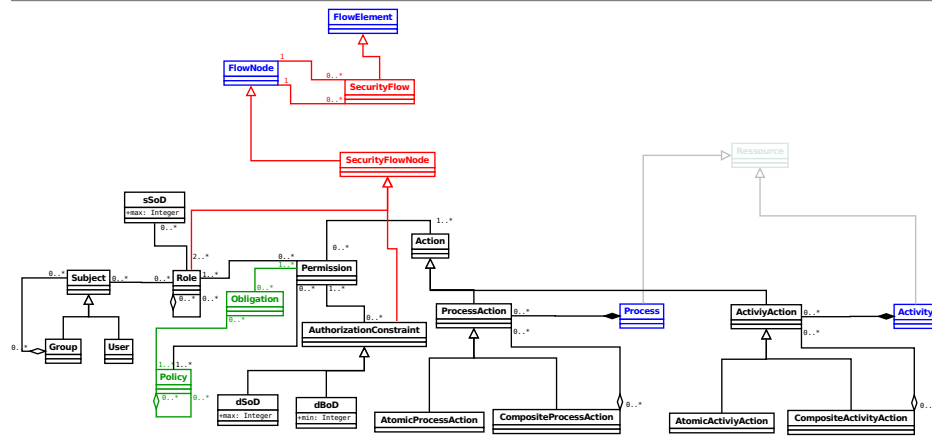 FlowElement
FlowNode
1
0..*
SecurityFlow
1
0..*
Ressource
SecurityFlowNode
sSoD
+max: Integer
0..*
1..*
Action
2..*
0..*
0..*
1..*
Permission
Subject
0..*
0..*
0..*
Role
1..*
0..*
0..*
0..*
Obligation
0..*
0..*
1..*
0..*
ProcessAction
0..*
Process
ActiviyAction
0..*
Activity
AuthorizationConstraint
0..*
0..*
0..*
0..*
Group
User
1..*
1..*
Policy
0..*
0..*
dSoD
+max: Integer
dBoD
+min: Integer
AtomicProcessAction
CompositeProcessAction
0..*
AtomicActiviyAction
CompositeActivityAction
0..*